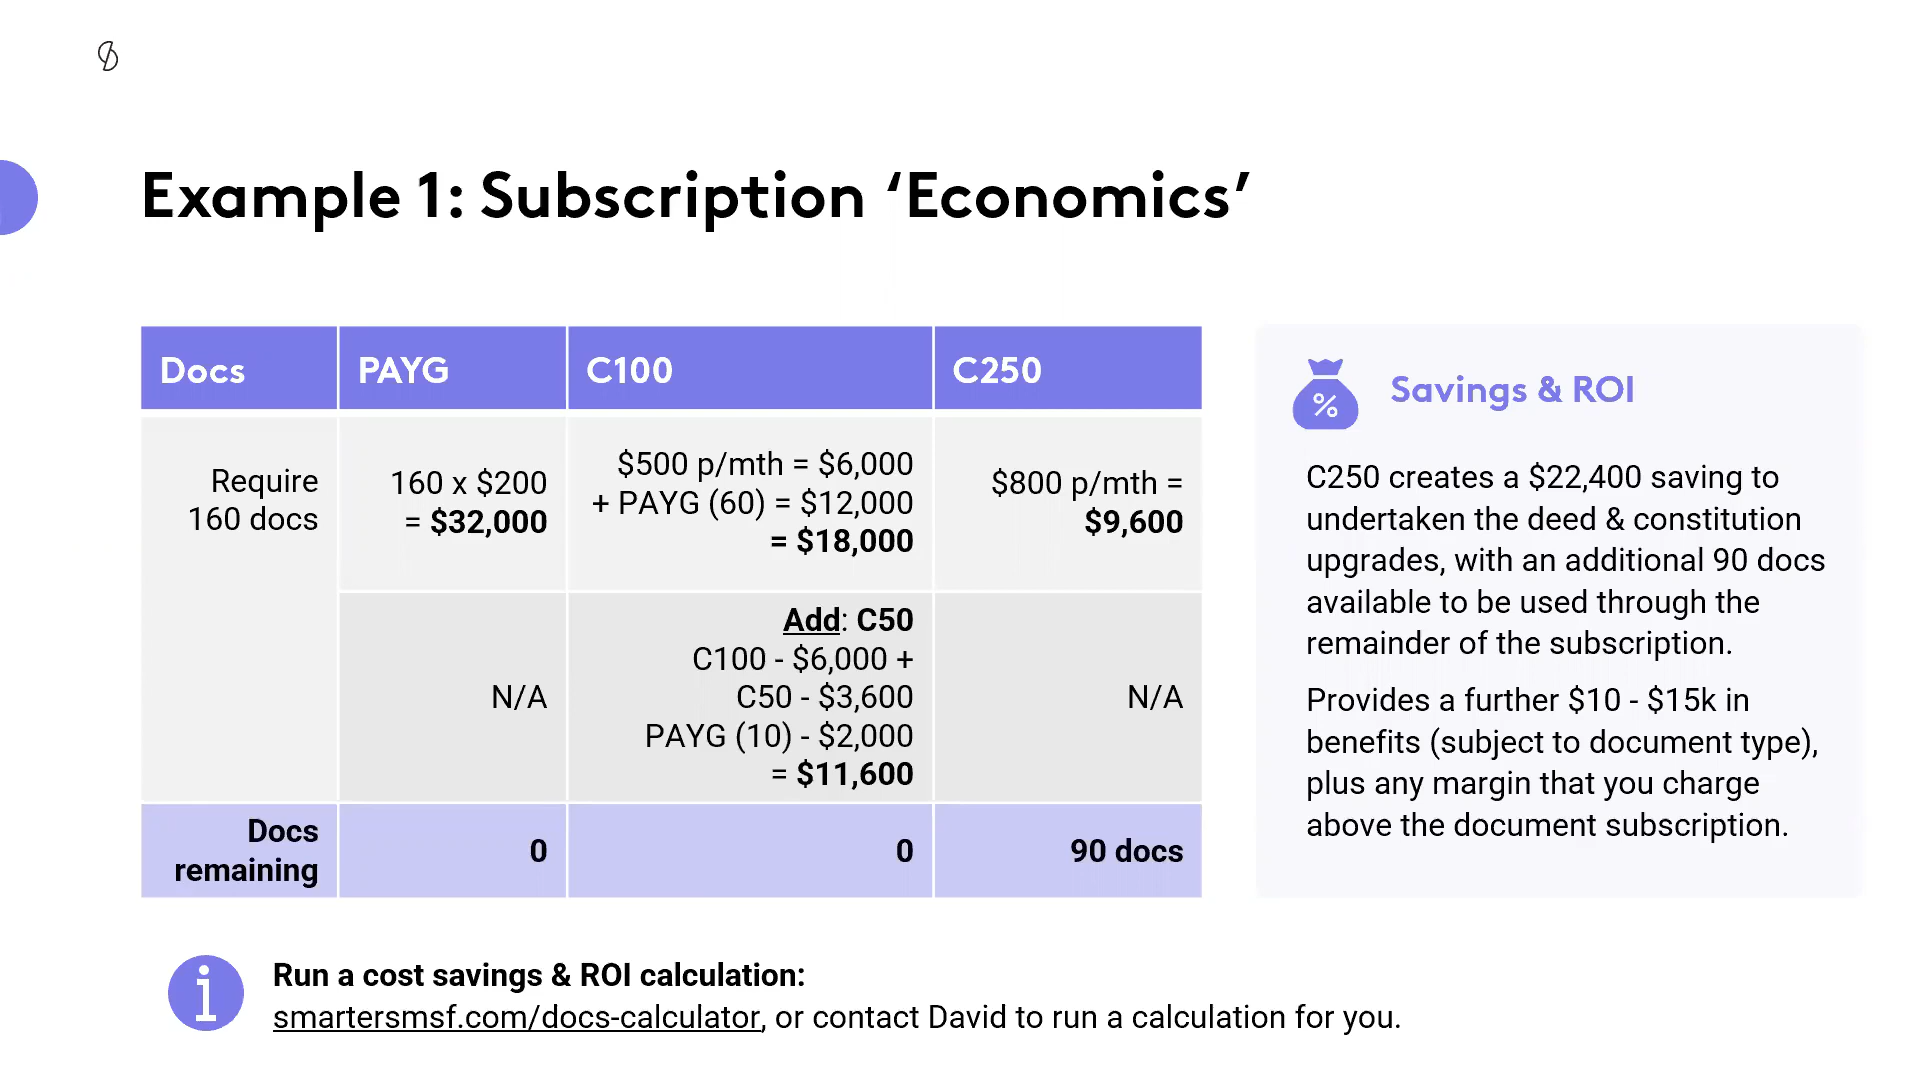 Example 1: Subscription ‘Economics’
Docs
PAYG
C100
C250
Require
160 docs
160 x $200
= $32,000
$500 p/mth = $6,000
+ PAYG (60) = $12,000
= $18,000
$800 p/mth =
$9,600
N/A
Add: C50
C100 - $6,000 +
C50 - $3,600
PAYG (10) - $2,000
= $11,600
N/A
Docs
remaining
0
0
90 docs
%
Savings & ROI
C250 creates a $22,400 saving to
undertaken the deed & constitution
upgrades, with an additional 90 docs
available to be used through the
remainder of the subscription.
Provides a further $10 - $15k in
benefits (subject to document type),
plus any margin that you charge
above the document subscription.
i
Run a cost savings & ROI calculation:
smartersmsf.com/docs-calculator, or contact David to run a calculation for you.